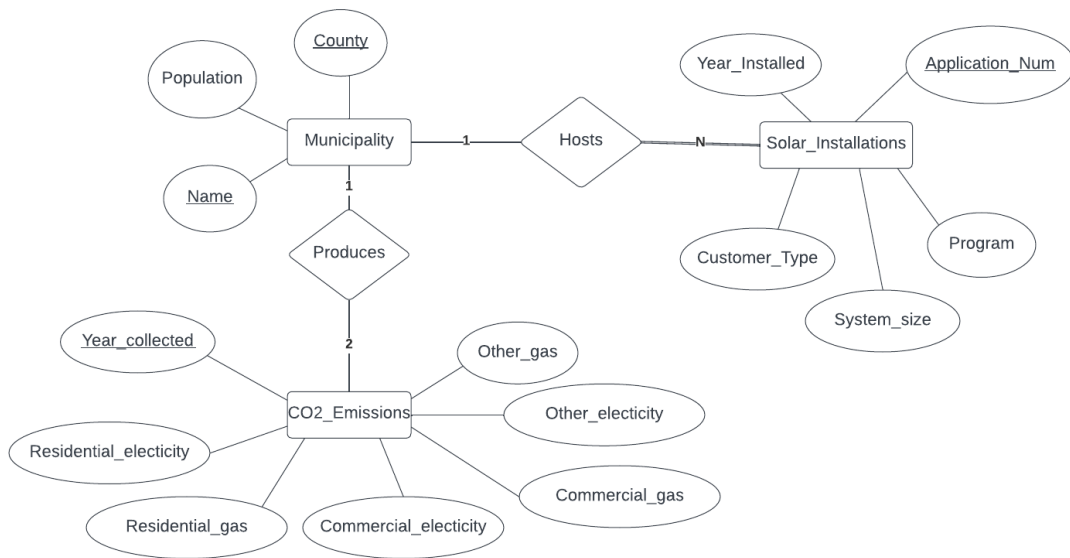 County
Year_Installed
Application_Num
Population
Municipality
1
Hosts
N
Solar_Installations
Name
1
Produces
Customer_Type
Program
System_size
2
Year_collected
Other_gas
CO2_Emissions
Other_electicity
Residential_electicity
Commercial_gas
Residential_gas
Commercial_electicity